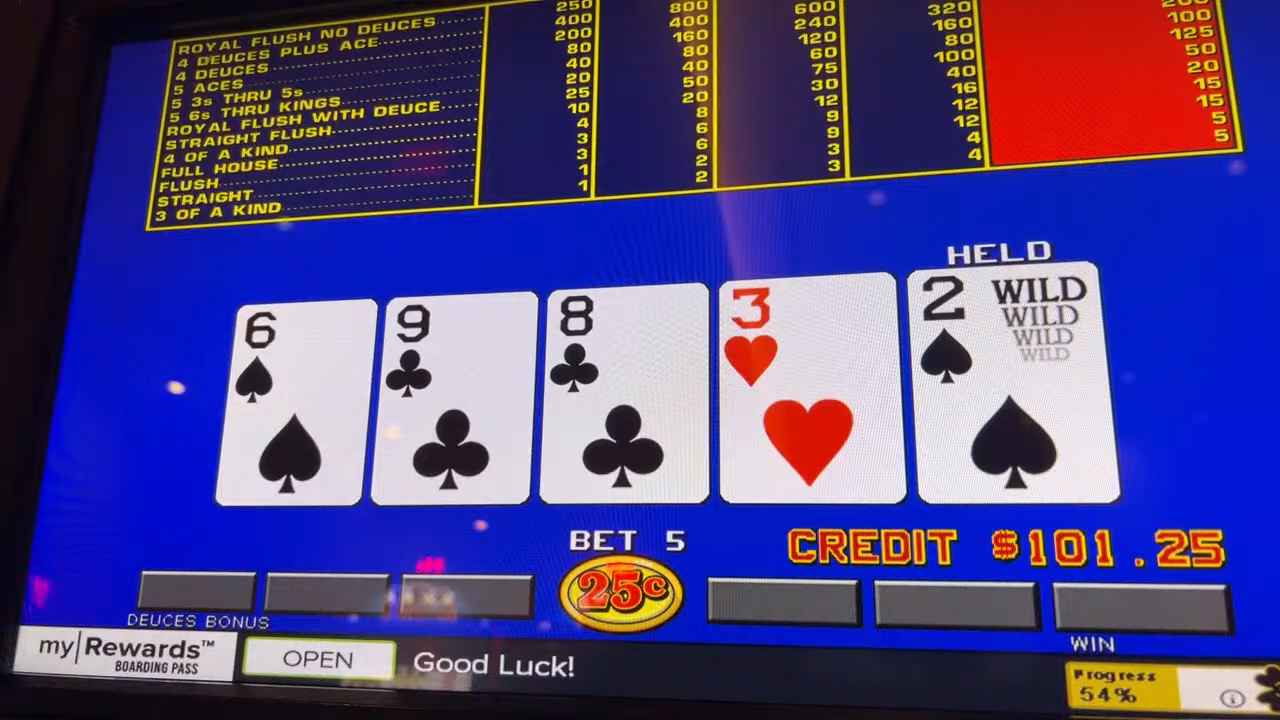 ROYAL FLUSH NO DEUCES 250
4 DEUCES PLUS ACE 400 800
4 DEUCES 200 400 600
5 ACES 80 160 240 320
5 3s THRU 5s 40 80 120 160 200
5 6s THRU KINGS 20 40 60 80 100
ROYAL FLUSH WITH DEUCE 25 50 75 100 125
STRAIGHT FLUSH 10 20 30 40 50
4 OF A KIND 4 8 12 16 20
FULL HOUSE 3 6 9 12 15
FLUSH 3 6 9 12 15
STRAIGHT 1 2 3 4 5
3 OF A KIND 1 2 3 4 5
HELD
6 9 8 3 2
WILD
WILD
WILD
WILD
BET 5 CREDIT $101.25
25¢
DEUCES BONUS WIN
my|Rewards™
BOARDING PASS
OPEN
Good Luck!
Progress
54%